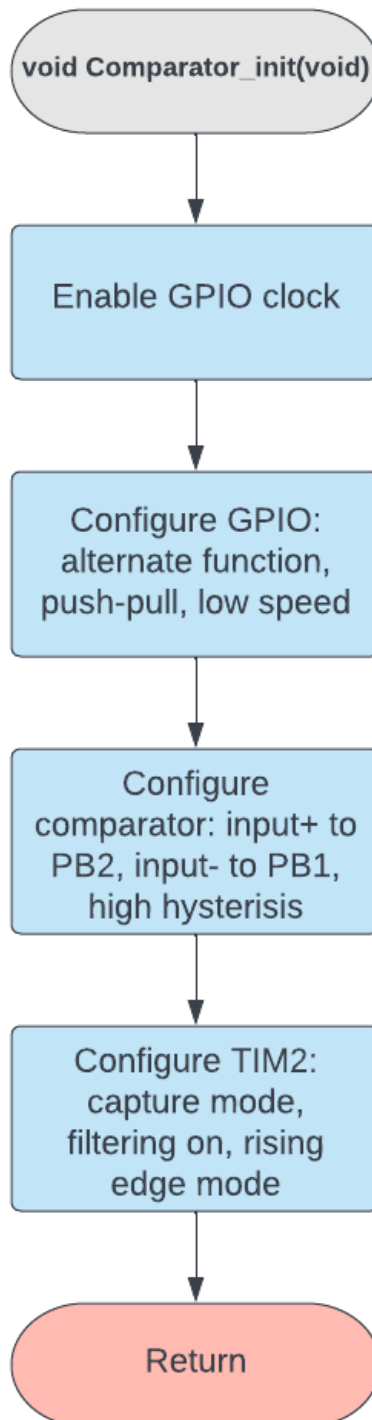 void Comparator_init(void)
Enable GPIO clock
Configure GPIO:
alternate function,
push-pull, low speed
Configure
comparator: input+ to
PB2, input- to PB1,
high hysterisis
Configure TIM2:
capture mode,
filtering on, rising
edge mode
Return